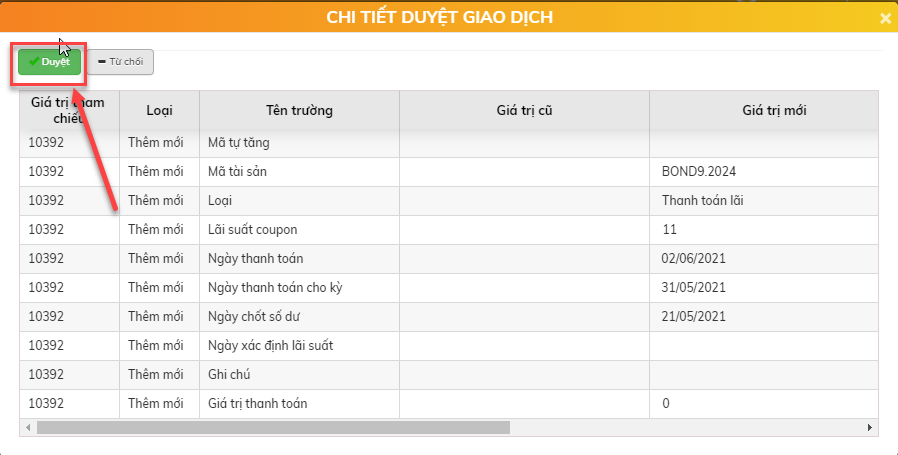 CHI TIẾT DUYỆT GIAO DỊCH
Duyệt Từ chối
Giá trị tham chiếu Loại Tên trường Giá trị cũ Giá trị mới
10392 Thêm mới Mã tự tăng
10392 Thêm mới Mã tài sản BOND9.2024
10392 Thêm mới Loại Thanh toán lãi
10392 Thêm mới Lãi suất coupon 11
10392 Thêm mới Ngày thanh toán 02/06/2021
10392 Thêm mới Ngày thanh toán cho kỳ 31/05/2021
10392 Thêm mới Ngày chốt số dư 21/05/2021
10392 Thêm mới Ngày xác định lãi suất
10392 Thêm mới Ghi chú
10392 Thêm mới Giá trị thanh toán 0